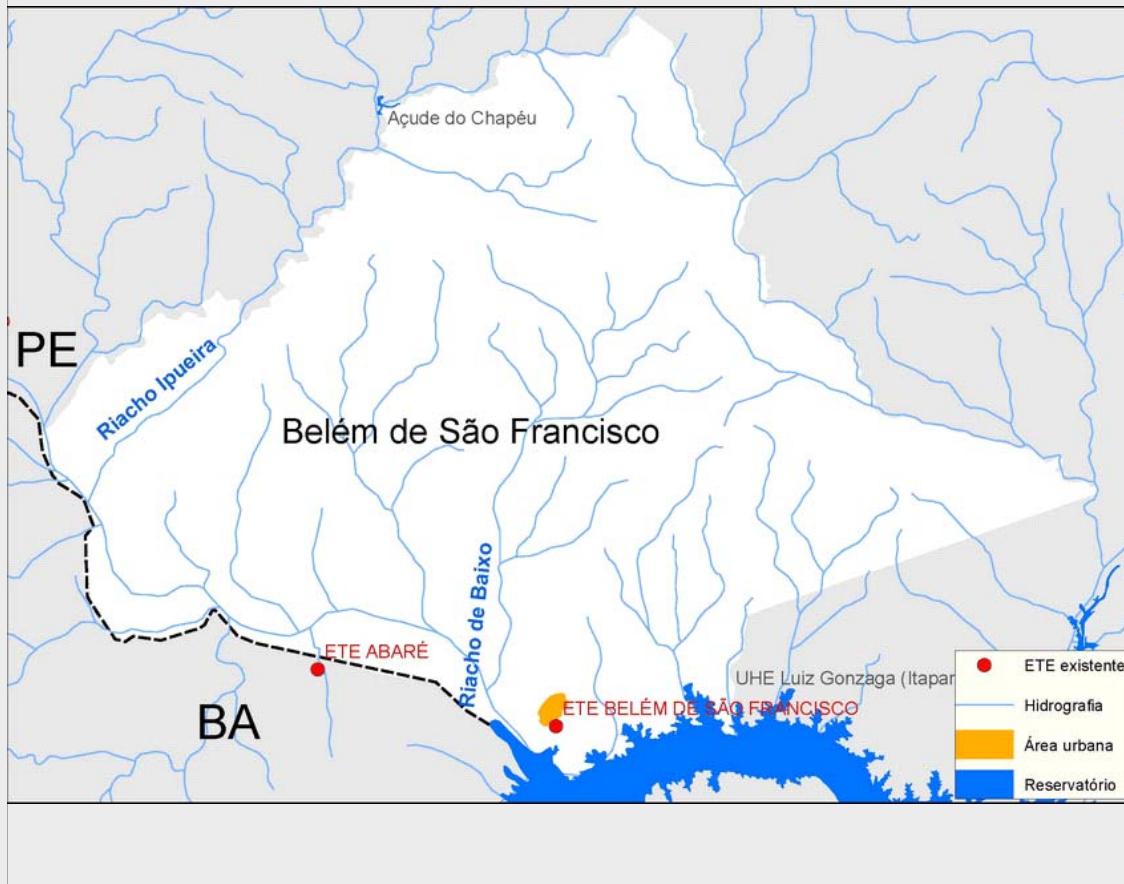 Açude do Chapéu
PE
Riacho Ipueira
Belém de São Francisco
Riacho de Baixo
ETE ABARÉ
UHE Luiz Gonzaga (Itapar
ETE BELÉM DE SÃO FRANCISCO
BA
ETE existente
Hidrografia
Área urbana
Reservatório